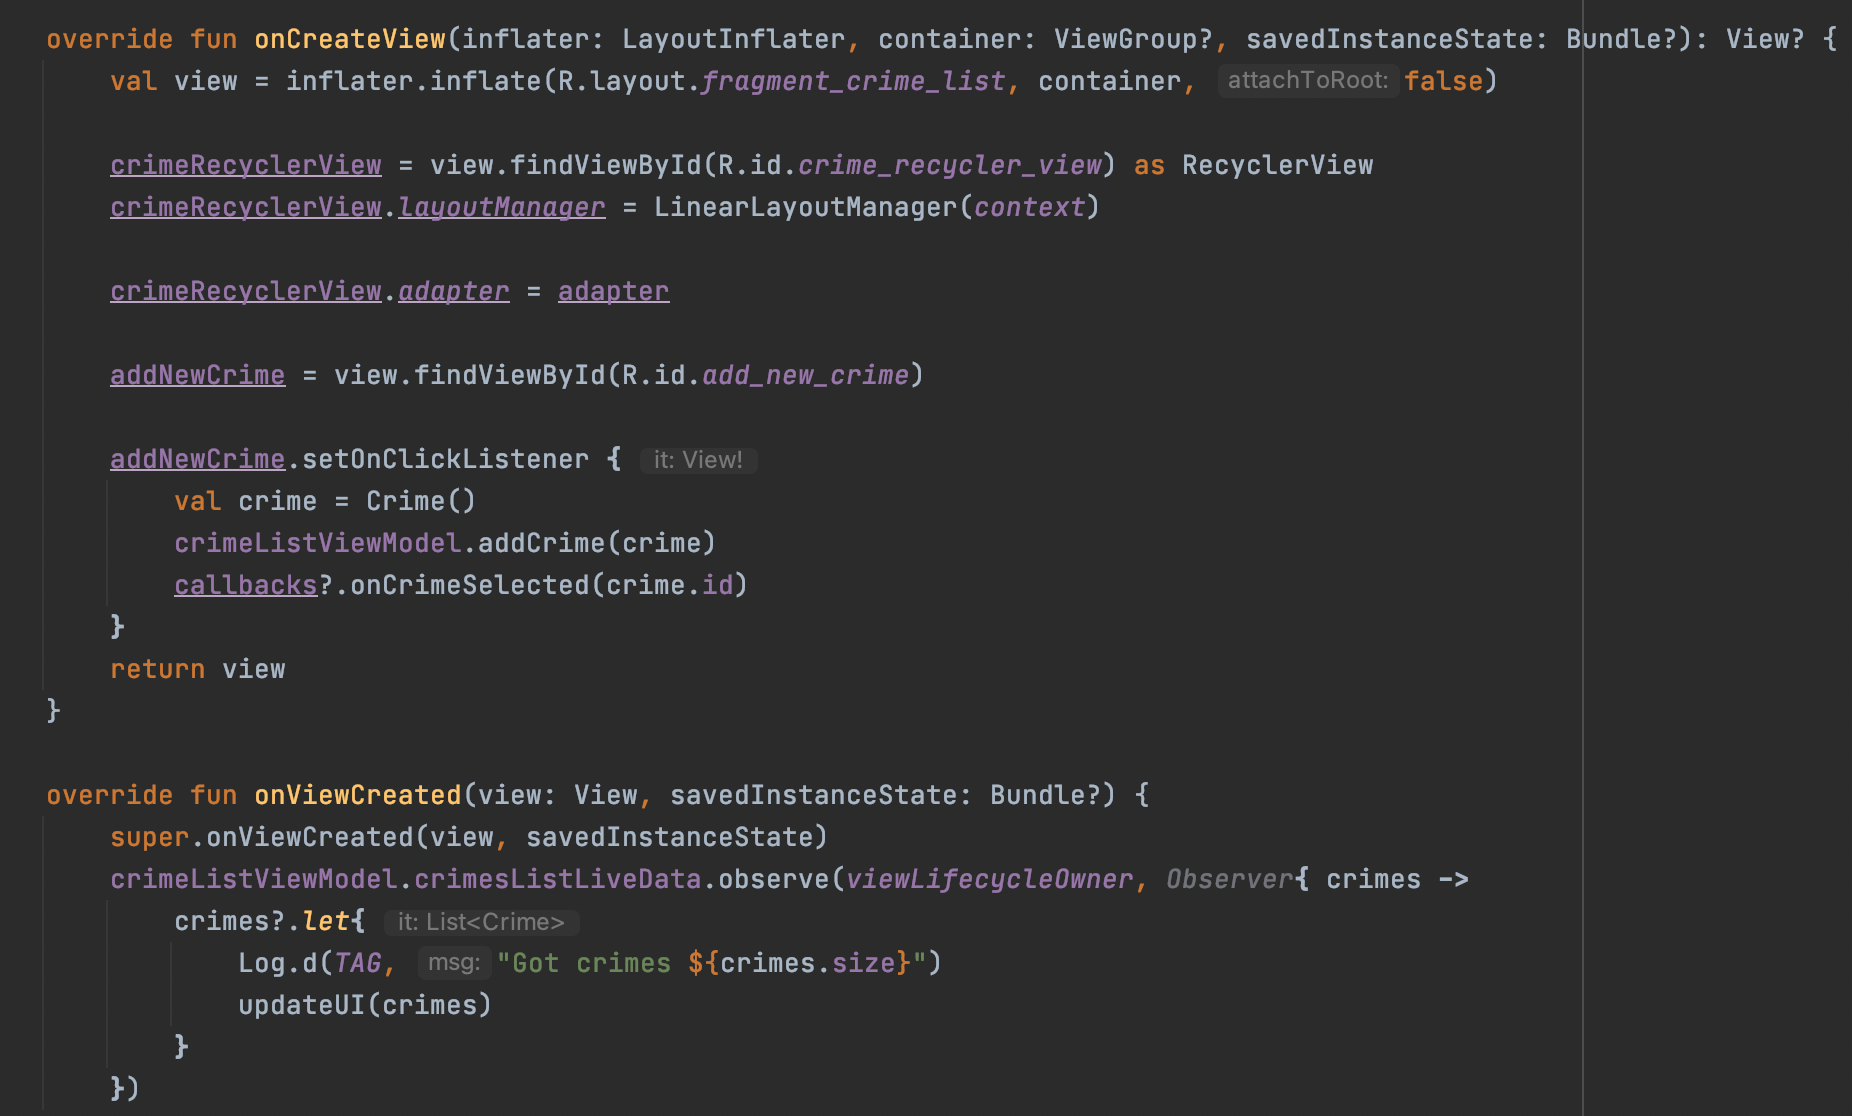 override fun onCreateView(inflater: LayoutInflater, container: ViewGroup?, savedInstanceState: Bundle?): View? {
    val view = inflater.inflate(R.layout.fragment_crime_list, container, attachToRoot: false)

    crimeRecyclerView = view.findViewById(R.id.crime_recycler_view) as RecyclerView
    crimeRecyclerView.layoutManager = LinearLayoutManager(context)

    crimeRecyclerView.adapter = adapter

    addNewCrime = view.findViewById(R.id.add_new_crime)

    addNewCrime.setOnClickListener { it: View!
        val crime = Crime()
        crimeListViewModel.addCrime(crime)
        callbacks?.onCrimeSelected(crime.id)
    }
    return view
}

override fun onViewCreated(view: View, savedInstanceState: Bundle?) {
    super.onViewCreated(view, savedInstanceState)
    crimeListViewModel.crimesListLiveData.observe(viewLifecycleOwner, Observer{ crimes ->
        crimes?.let{ it: List<Crime>
            Log.d(TAG, msg: "Got crimes ${crimes.size}")
            updateUI(crimes)
        }
    })